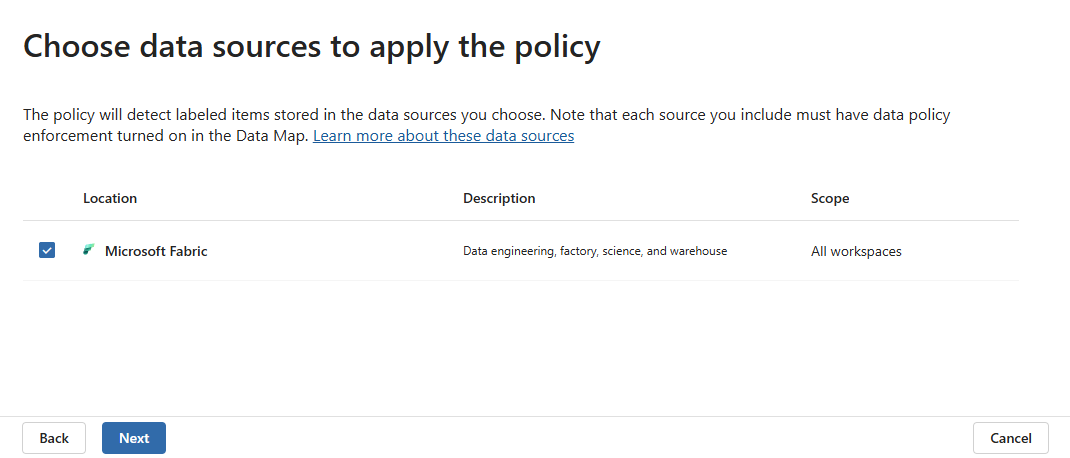 Choose data sources to apply the policy
The policy will detect labeled items stored in the data sources you choose. Note that each source you include must have data policy
enforcement turned on in the Data Map. Learn more about these data sources
Location Description Scope
Microsoft Fabric Data engineering, factory, science, and warehouse All workspaces
Back Next Cancel